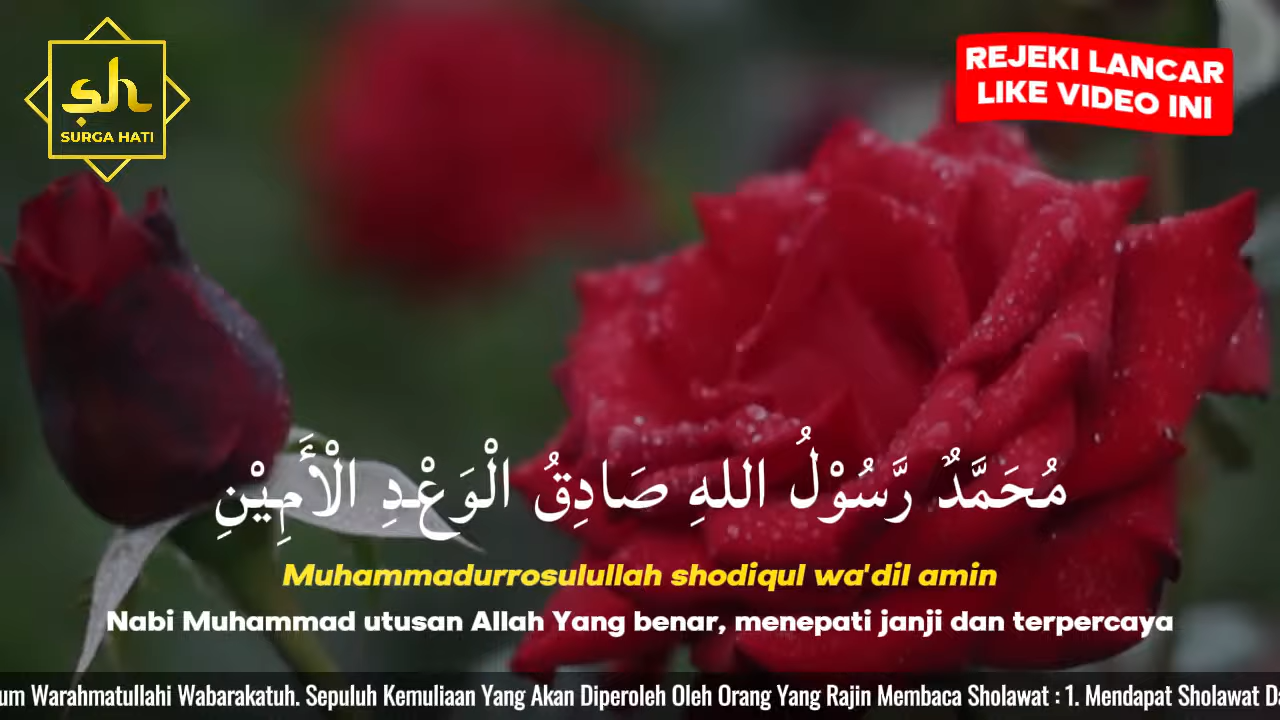 SURGA HATI
REJEKI LANCAR
LIKE VIDEO INI
مُحَمَّدٌ رَّسُوْلُ اللهِ صَادِقُ الْوَعْدِ الْأَمِيْنِ
Muhammadurrosulullah shodiqul wa'dil amin
Nabi Muhammad utusan Allah Yang benar, menepati janji dan terpercaya
um Warahmatullahi Wabarakatuh. Sepuluh Kemuliaan Yang Akan Diperoleh Oleh Orang Yang Rajin Membaca Sholawat : 1. Mendapat Sholawat Da